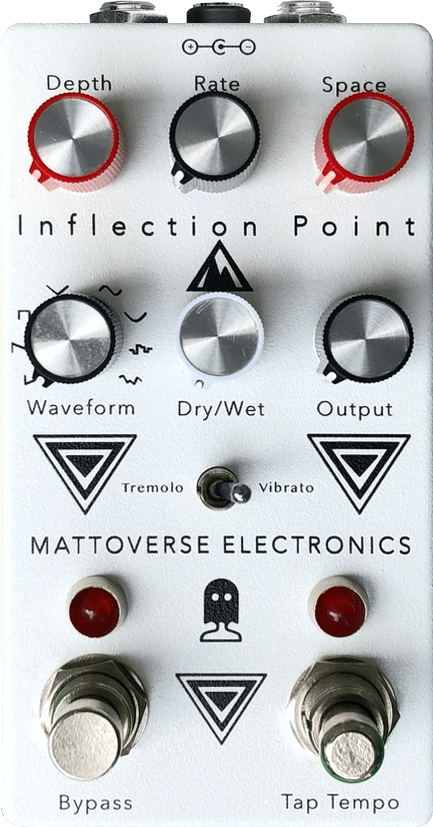 Depth Rate Space
Inflection Point
Waveform Dry/Wet Output
Tremolo Vibrato
MATTOVERSE ELECTRONICS
Bypass Tap Tempo